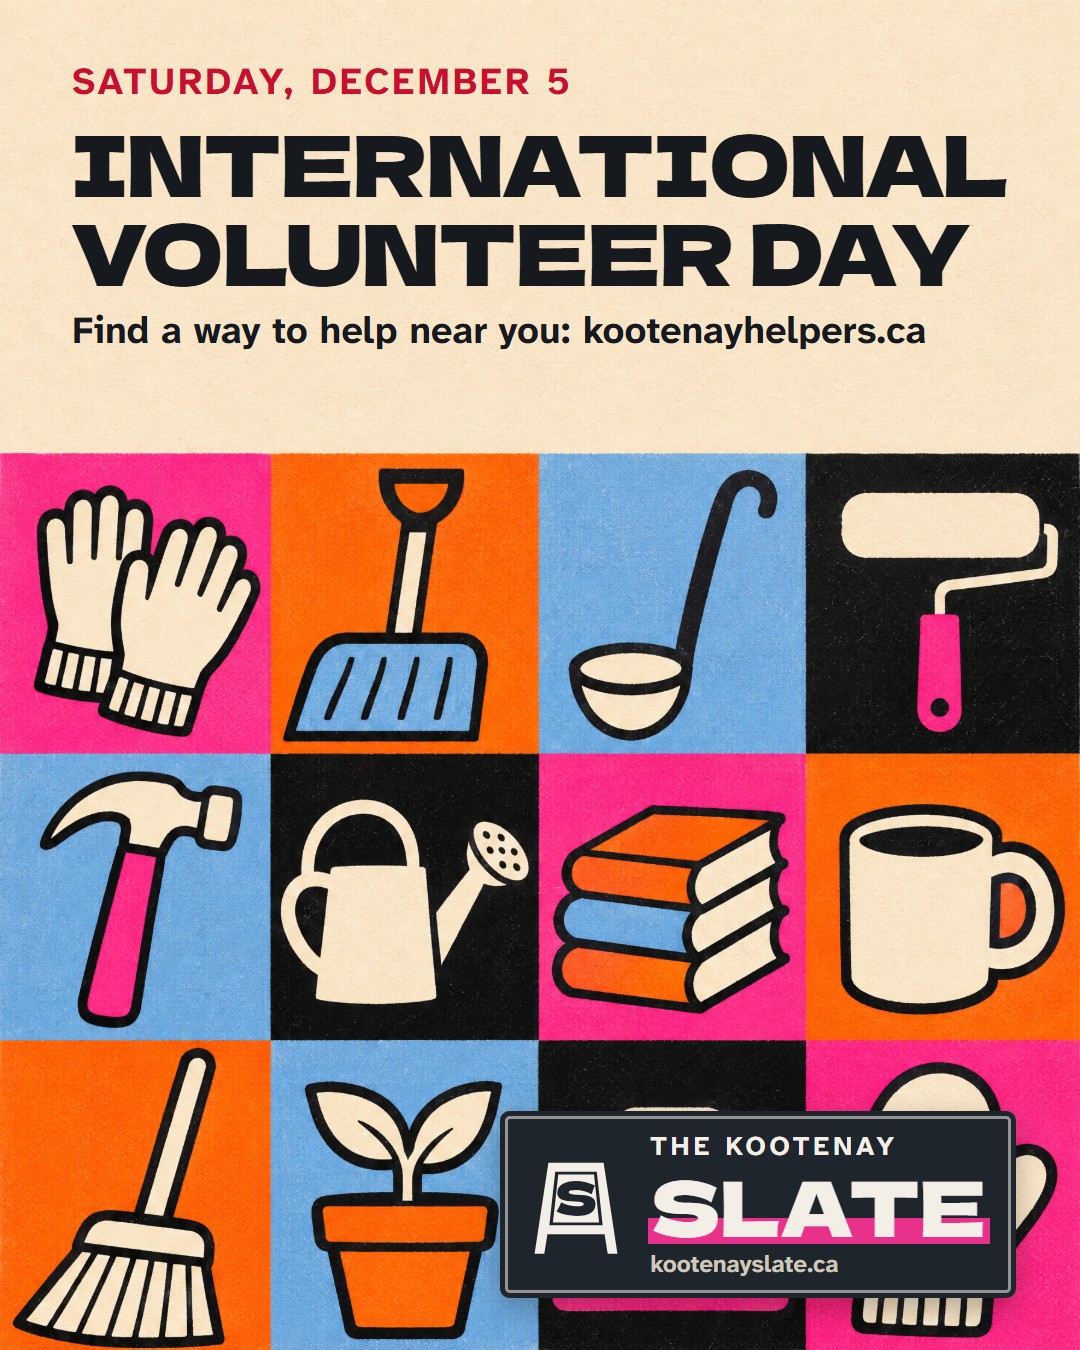 SATURDAY, DECEMBER 5
INTERNATIONAL
VOLUNTEER DAY
Find a way to help near you: kootenayhelpers.ca
THE KOOTENAY
S
SLATE
kootenayslate.ca